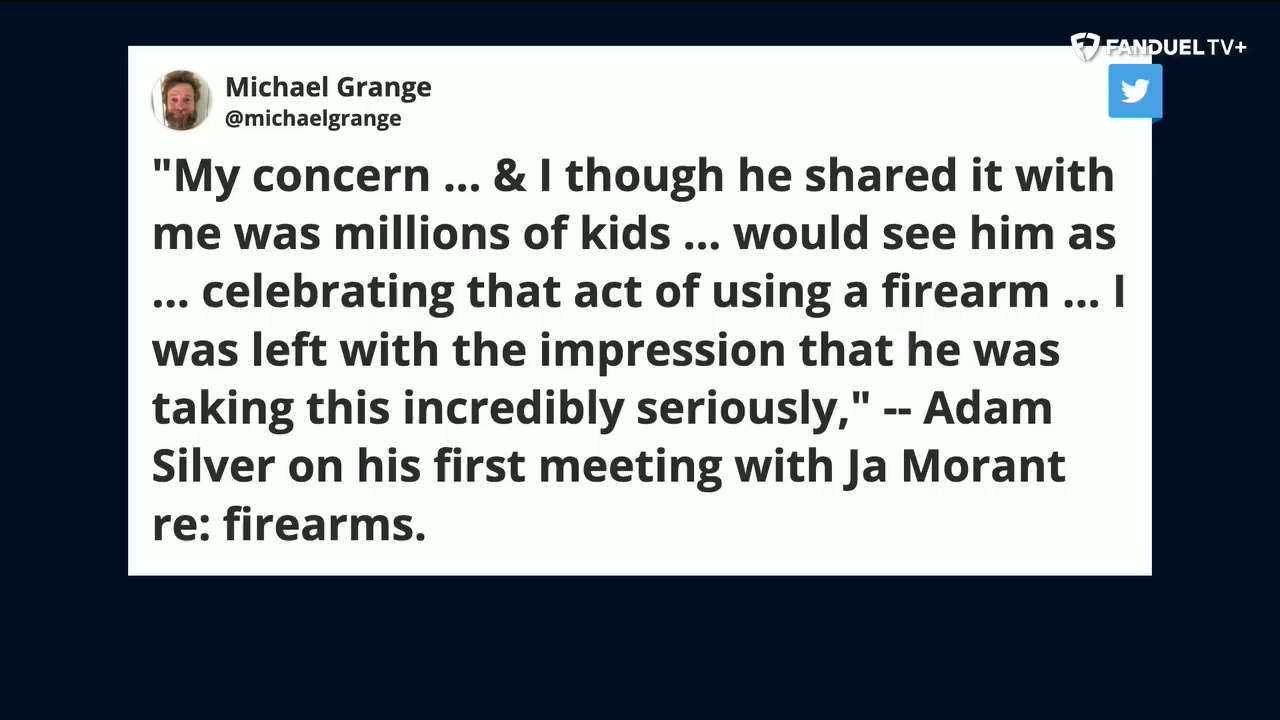 FANDUEL TV+
Michael Grange
@michaelgrange
"My concern ... & I though he shared it with
me was millions of kids ... would see him as
... celebrating that act of using a firearm ... I
was left with the impression that he was
taking this incredibly seriously," -- Adam
Silver on his first meeting with Ja Morant
re: firearms.